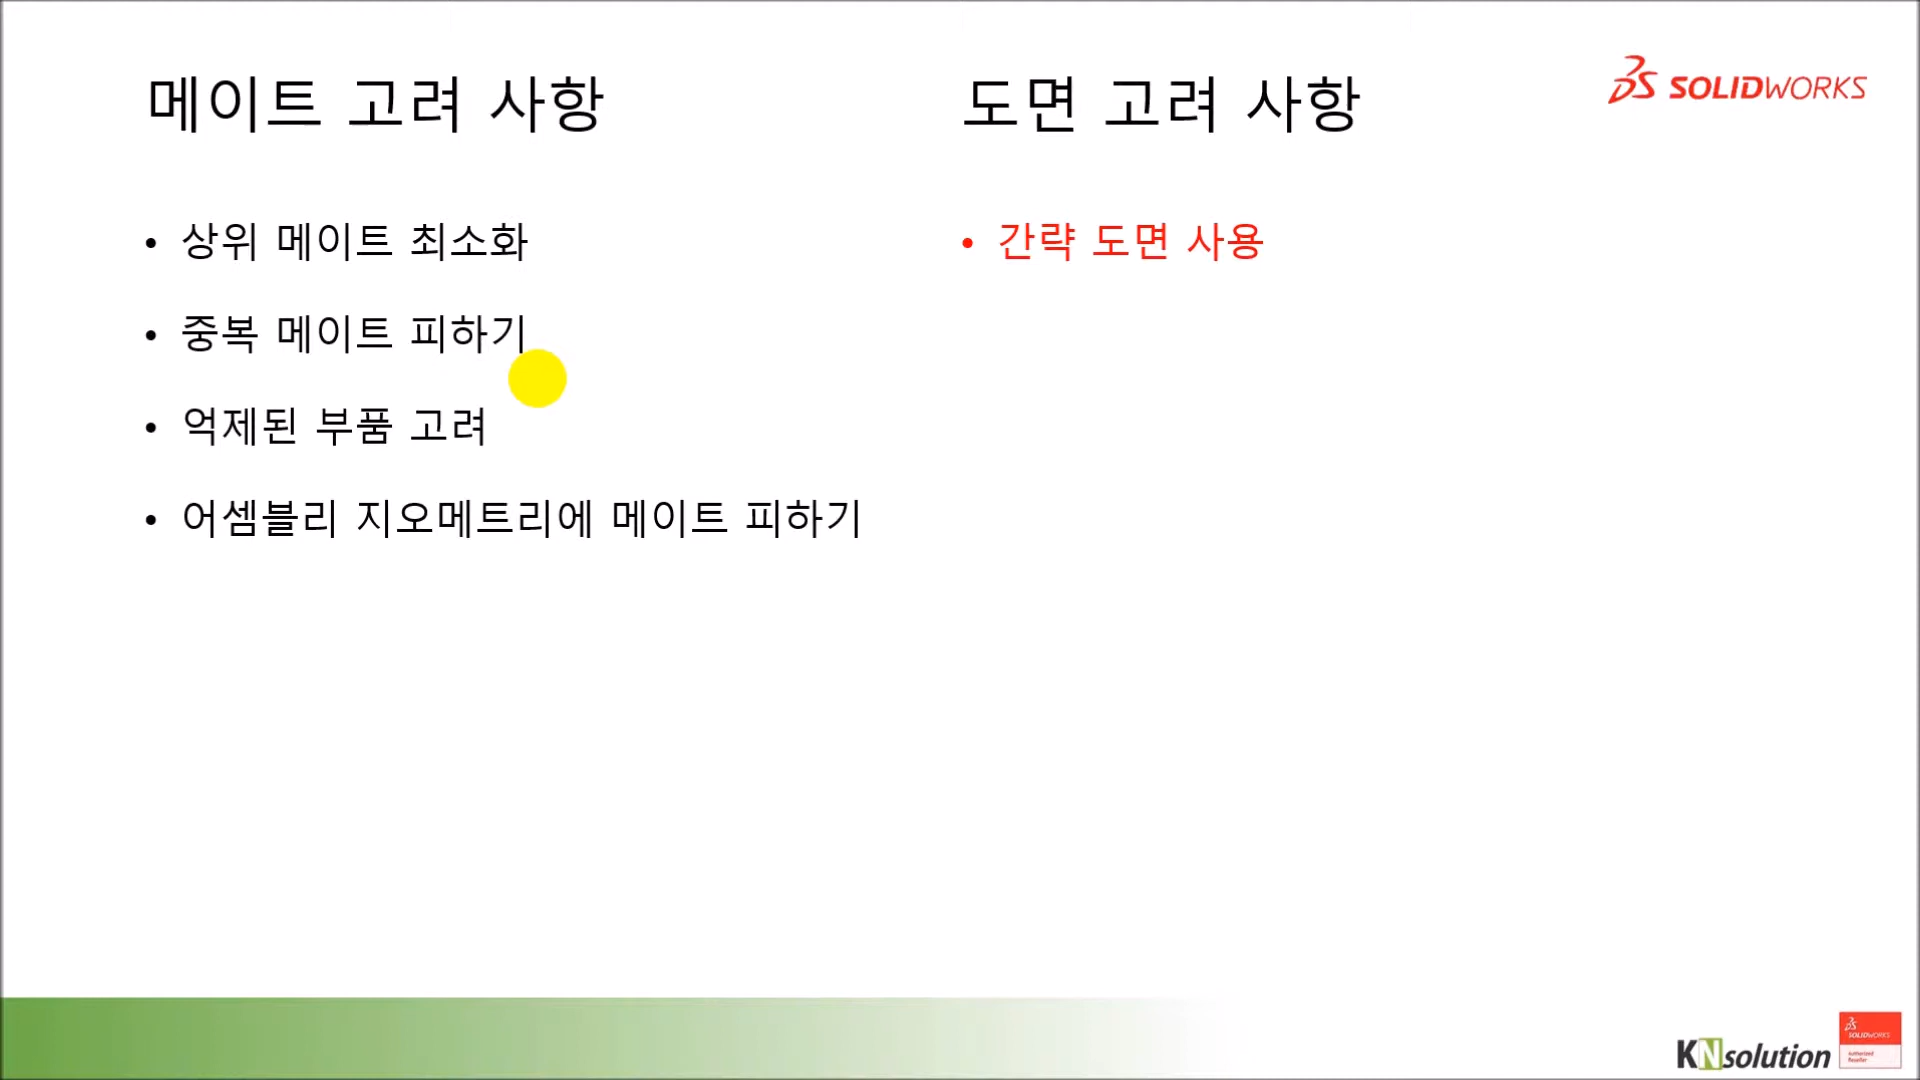 메이트 고려 사항
• 상위 메이트 최소화
• 중복 메이트 피하기
• 억제된 부품 고려
• 어셈블리 지오메트리에 메이트 피하기
도면 고려 사항
• 간략 도면 사용
SOLIDWORKS
KNsolution
SOLIDWORKS
Authorized
Reseller